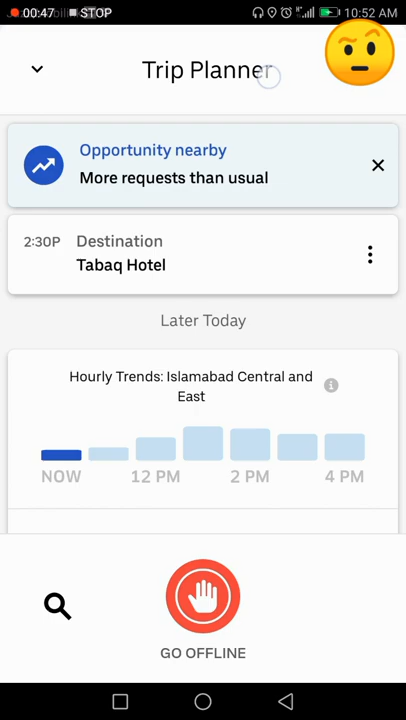 00:47 STOP 10:52 AM
Trip Planner
Opportunity nearby
More requests than usual
2:30P Destination
Tabaq Hotel
Later Today
Hourly Trends: Islamabad Central and
East
NOW 12 PM 2 PM 4 PM
GO OFFLINE